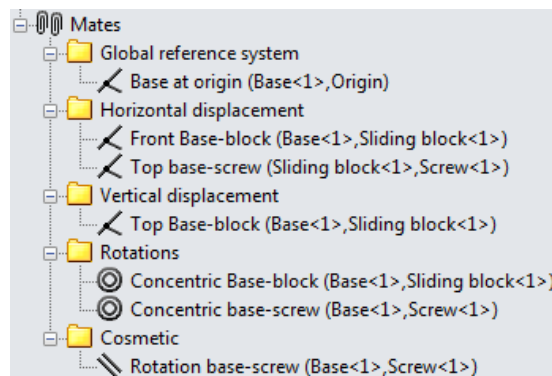 Mates
Global reference system
Base at origin (Base<1>,Origin)
Horizontal displacement
Front Base-block (Base<1>,Sliding block<1>)
Top base-screw (Sliding block<1>,Screw<1>)
Vertical displacement
Top Base-block (Base<1>,Sliding block<1>)
Rotations
Concentric Base-block (Base<1>,Sliding block<1>)
Concentric base-screw (Base<1>,Screw<1>)
Cosmetic
Rotation base-screw (Base<1>,Screw<1>)